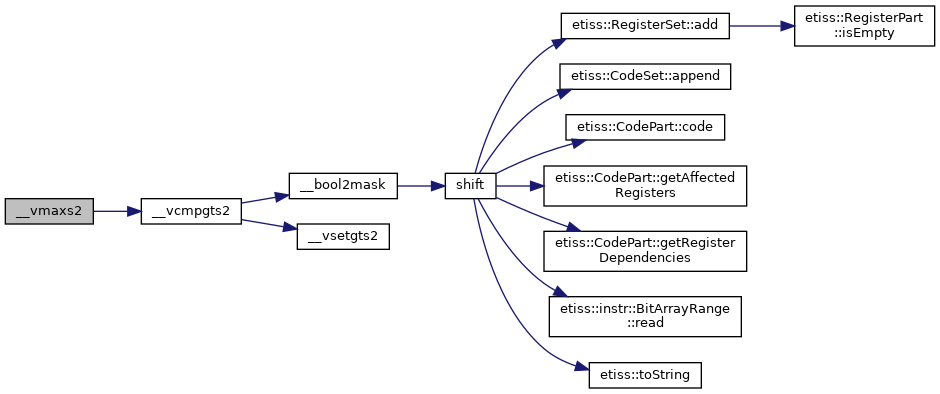 __vmaxs2
__vcmpgts2
__bool2mask
__vsetgts2
shift
etiss::RegisterSet::add
etiss::RegisterPart
::isEmpty
etiss::CodeSet::append
etiss::CodePart::code
etiss::CodePart::getAffected
Registers
etiss::CodePart::getRegister
Dependencies
etiss::instr::BitArrayRange
::read
etiss::toString